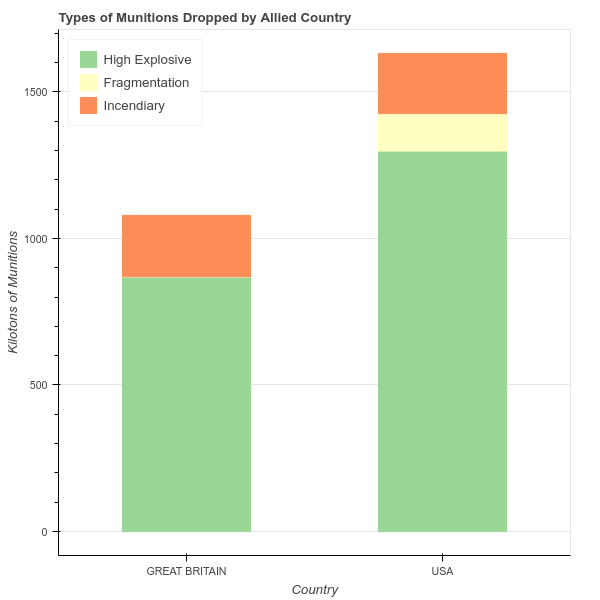 Types of Munitions Dropped by Allied Country
High Explosive
Fragmentation
Incendiary
1500
1000
500
0
Kilotons of Munitions
GREAT BRITAIN
USA
Country